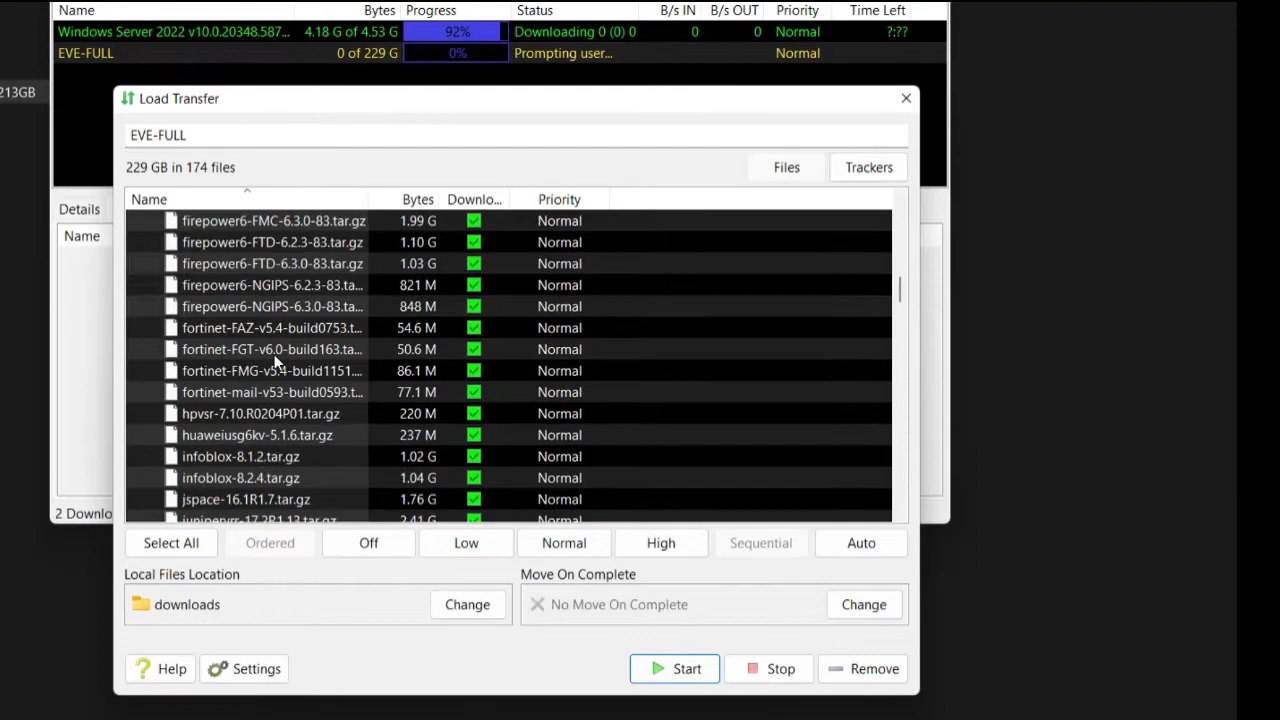 Name Bytes Progress Status B/s IN B/s OUT Priority Time Left
Windows Server 2022 v10.0.20348.587... 4.18 G of 4.53 G 92% Downloading 0 (0) 0 0 0 Normal ?:??
EVE-FULL 0 of 229 G 0% Prompting user... Normal
213GB
Load Transfer
EVE-FULL
229 GB in 174 files Files Trackers
Name Bytes Downlo... Priority
firepower6-FMC-6.3.0-83.tar.gz 1.99 G Normal
firepower6-FTD-6.2.3-83.tar.gz 1.10 G Normal
firepower6-FTD-6.3.0-83.tar.gz 1.03 G Normal
firepower6-NGIPS-6.2.3-83.ta... 821 M Normal
firepower6-NGIPS-6.3.0-83.ta... 848 M Normal
fortinet-FAZ-v5.4-build0753.t... 54.6 M Normal
fortinet-FGT-v6.0-build163.ta... 50.6 M Normal
fortinet-FMG-v5.4-build1151.... 86.1 M Normal
fortinet-mail-v53-build0593.t... 77.1 M Normal
hpvsr-7.10.R0204P01.tar.gz 220 M Normal
huaweiusg6kv-5.1.6.tar.gz 237 M Normal
infoblox-8.1.2.tar.gz 1.02 G Normal
infoblox-8.2.4.tar.gz 1.04 G Normal
jspace-16.1R1.7.tar.gz 1.76 G Normal
junipervrr-17.2R1.13.tar.gz 2.41 G Normal
Details
Name
2 Downlo
Select All Ordered Off Low Normal High Sequential Auto
Local Files Location Move On Complete
downloads Change No Move On Complete Change
Help Settings Start Stop Remove